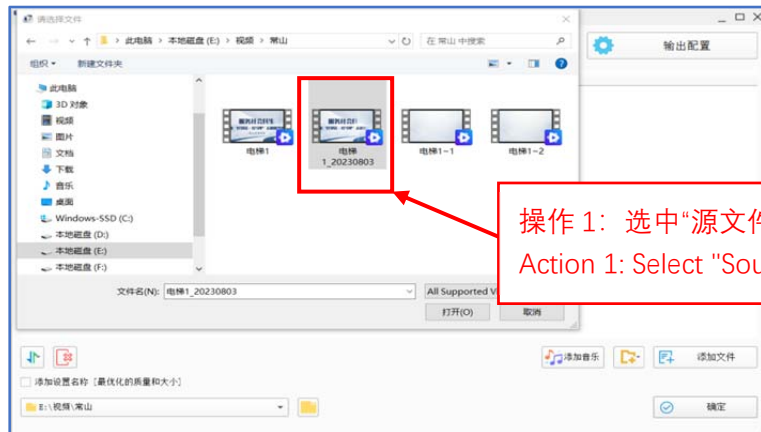 请选择文件
此电脑 > 本地磁盘 (E:) > 视频 > 常山
在 常山 中搜索
输出配置
组织
新建文件夹
此电脑
3D 对象
视频
图片
文档
下载
音乐
桌面
Windows-SSD (C:)
本地磁盘 (D:)
本地磁盘 (E:)
本地磁盘 (F:)
电梯1
电梯
1_20230803
电梯1-1
电梯1-2
操作 1：选中“源文件
Action 1: Select "Sou
文件名(N): 电梯1_20230803
All Supported V
打开(O)
取消
添加音乐
添加文件
添加设置名称 [最优化的质量和大小]
E:\视频\常山
确定